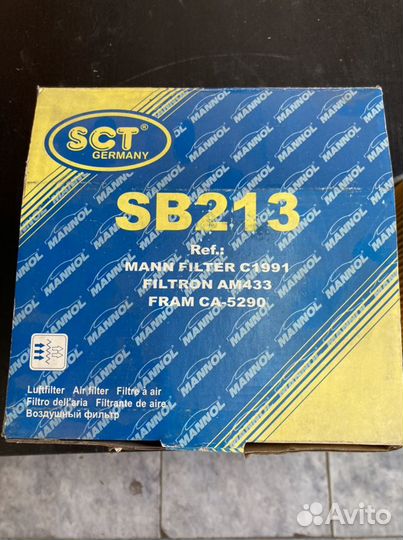 SCT®
GERMANY
SB213
Ref.:
MANN FILTER C1991
FILTRON AM433
FRAM CA-5290
Luftfilter Air filter Filtre à air
Filtro dell'aria Filtrante de aire
Воздушный фильтр
MANNOL
Avito